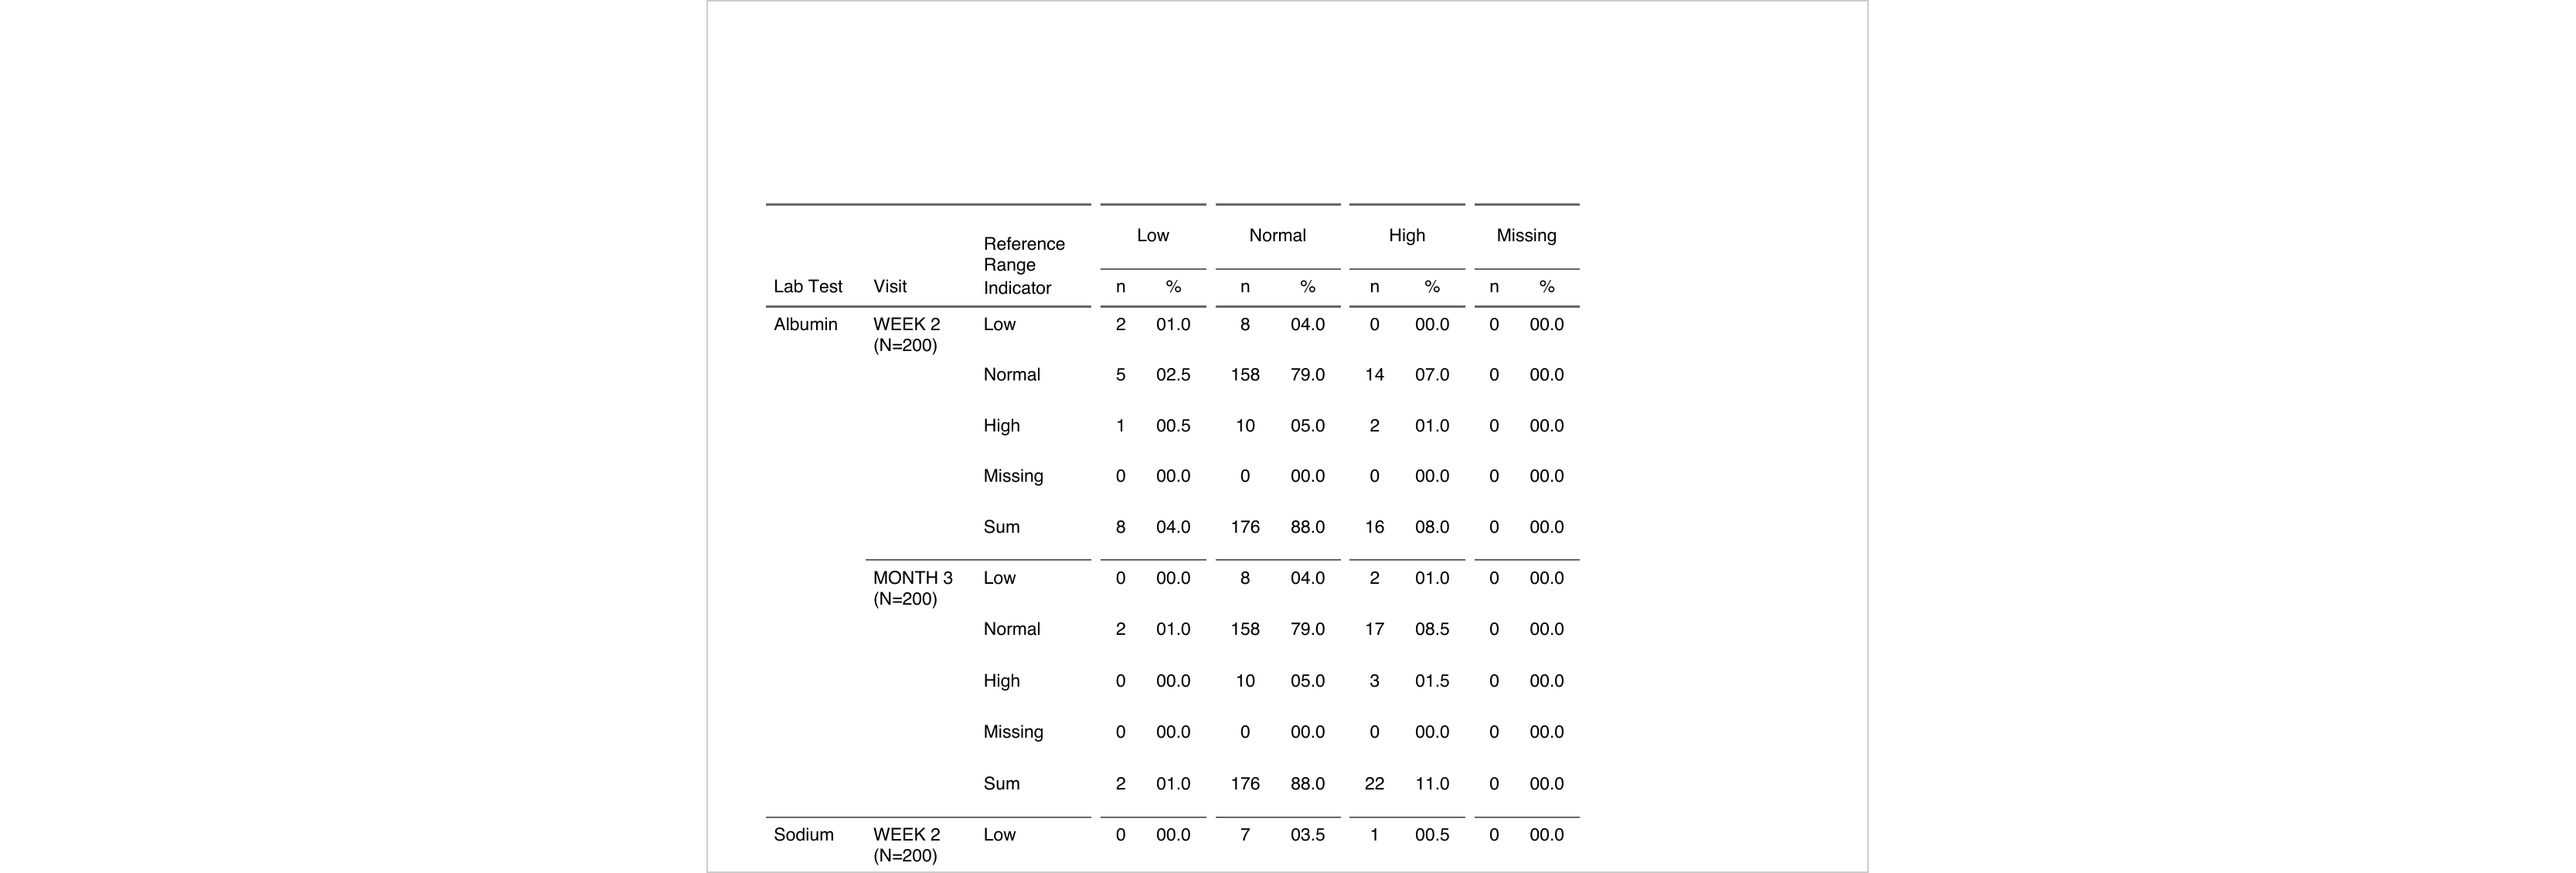 Low Normal High Missing
Reference
Range
Lab Test Visit Indicator n % n % n % n %
Albumin WEEK 2 Low 2 01.0 8 04.0 0 00.0 0 00.0
(N=200)
Normal 5 02.5 158 79.0 14 07.0 0 00.0
High 1 00.5 10 05.0 2 01.0 0 00.0
Missing 0 00.0 0 00.0 0 00.0 0 00.0
Sum 8 04.0 176 88.0 16 08.0 0 00.0
MONTH 3 Low 0 00.0 8 04.0 2 01.0 0 00.0
(N=200)
Normal 2 01.0 158 79.0 17 08.5 0 00.0
High 0 00.0 10 05.0 3 01.5 0 00.0
Missing 0 00.0 0 00.0 0 00.0 0 00.0
Sum 2 01.0 176 88.0 22 11.0 0 00.0
Sodium WEEK 2 Low 0 00.0 7 03.5 1 00.5 0 00.0
(N=200)